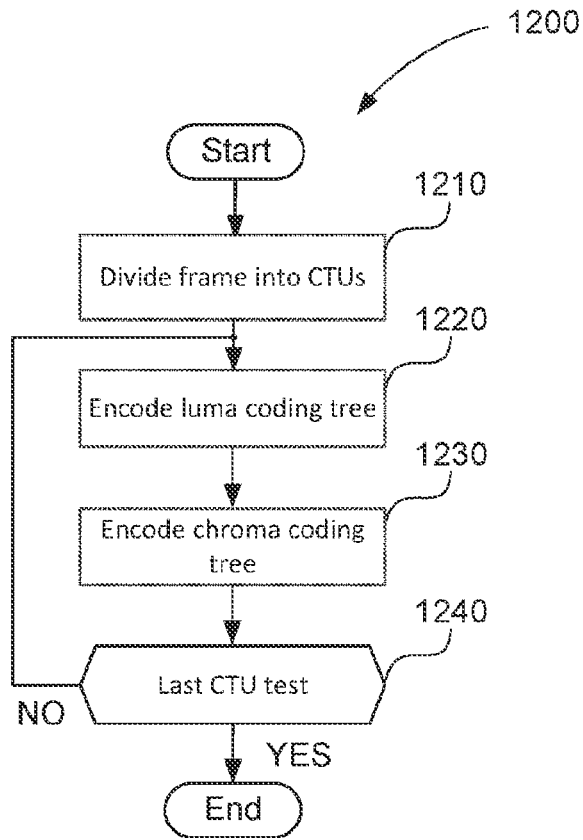 1200
Start
1210
Divide frame into CTUs
1220
Encode luma coding tree
1230
Encode chroma coding
tree
1240
Last CTU test
NO
YES
End